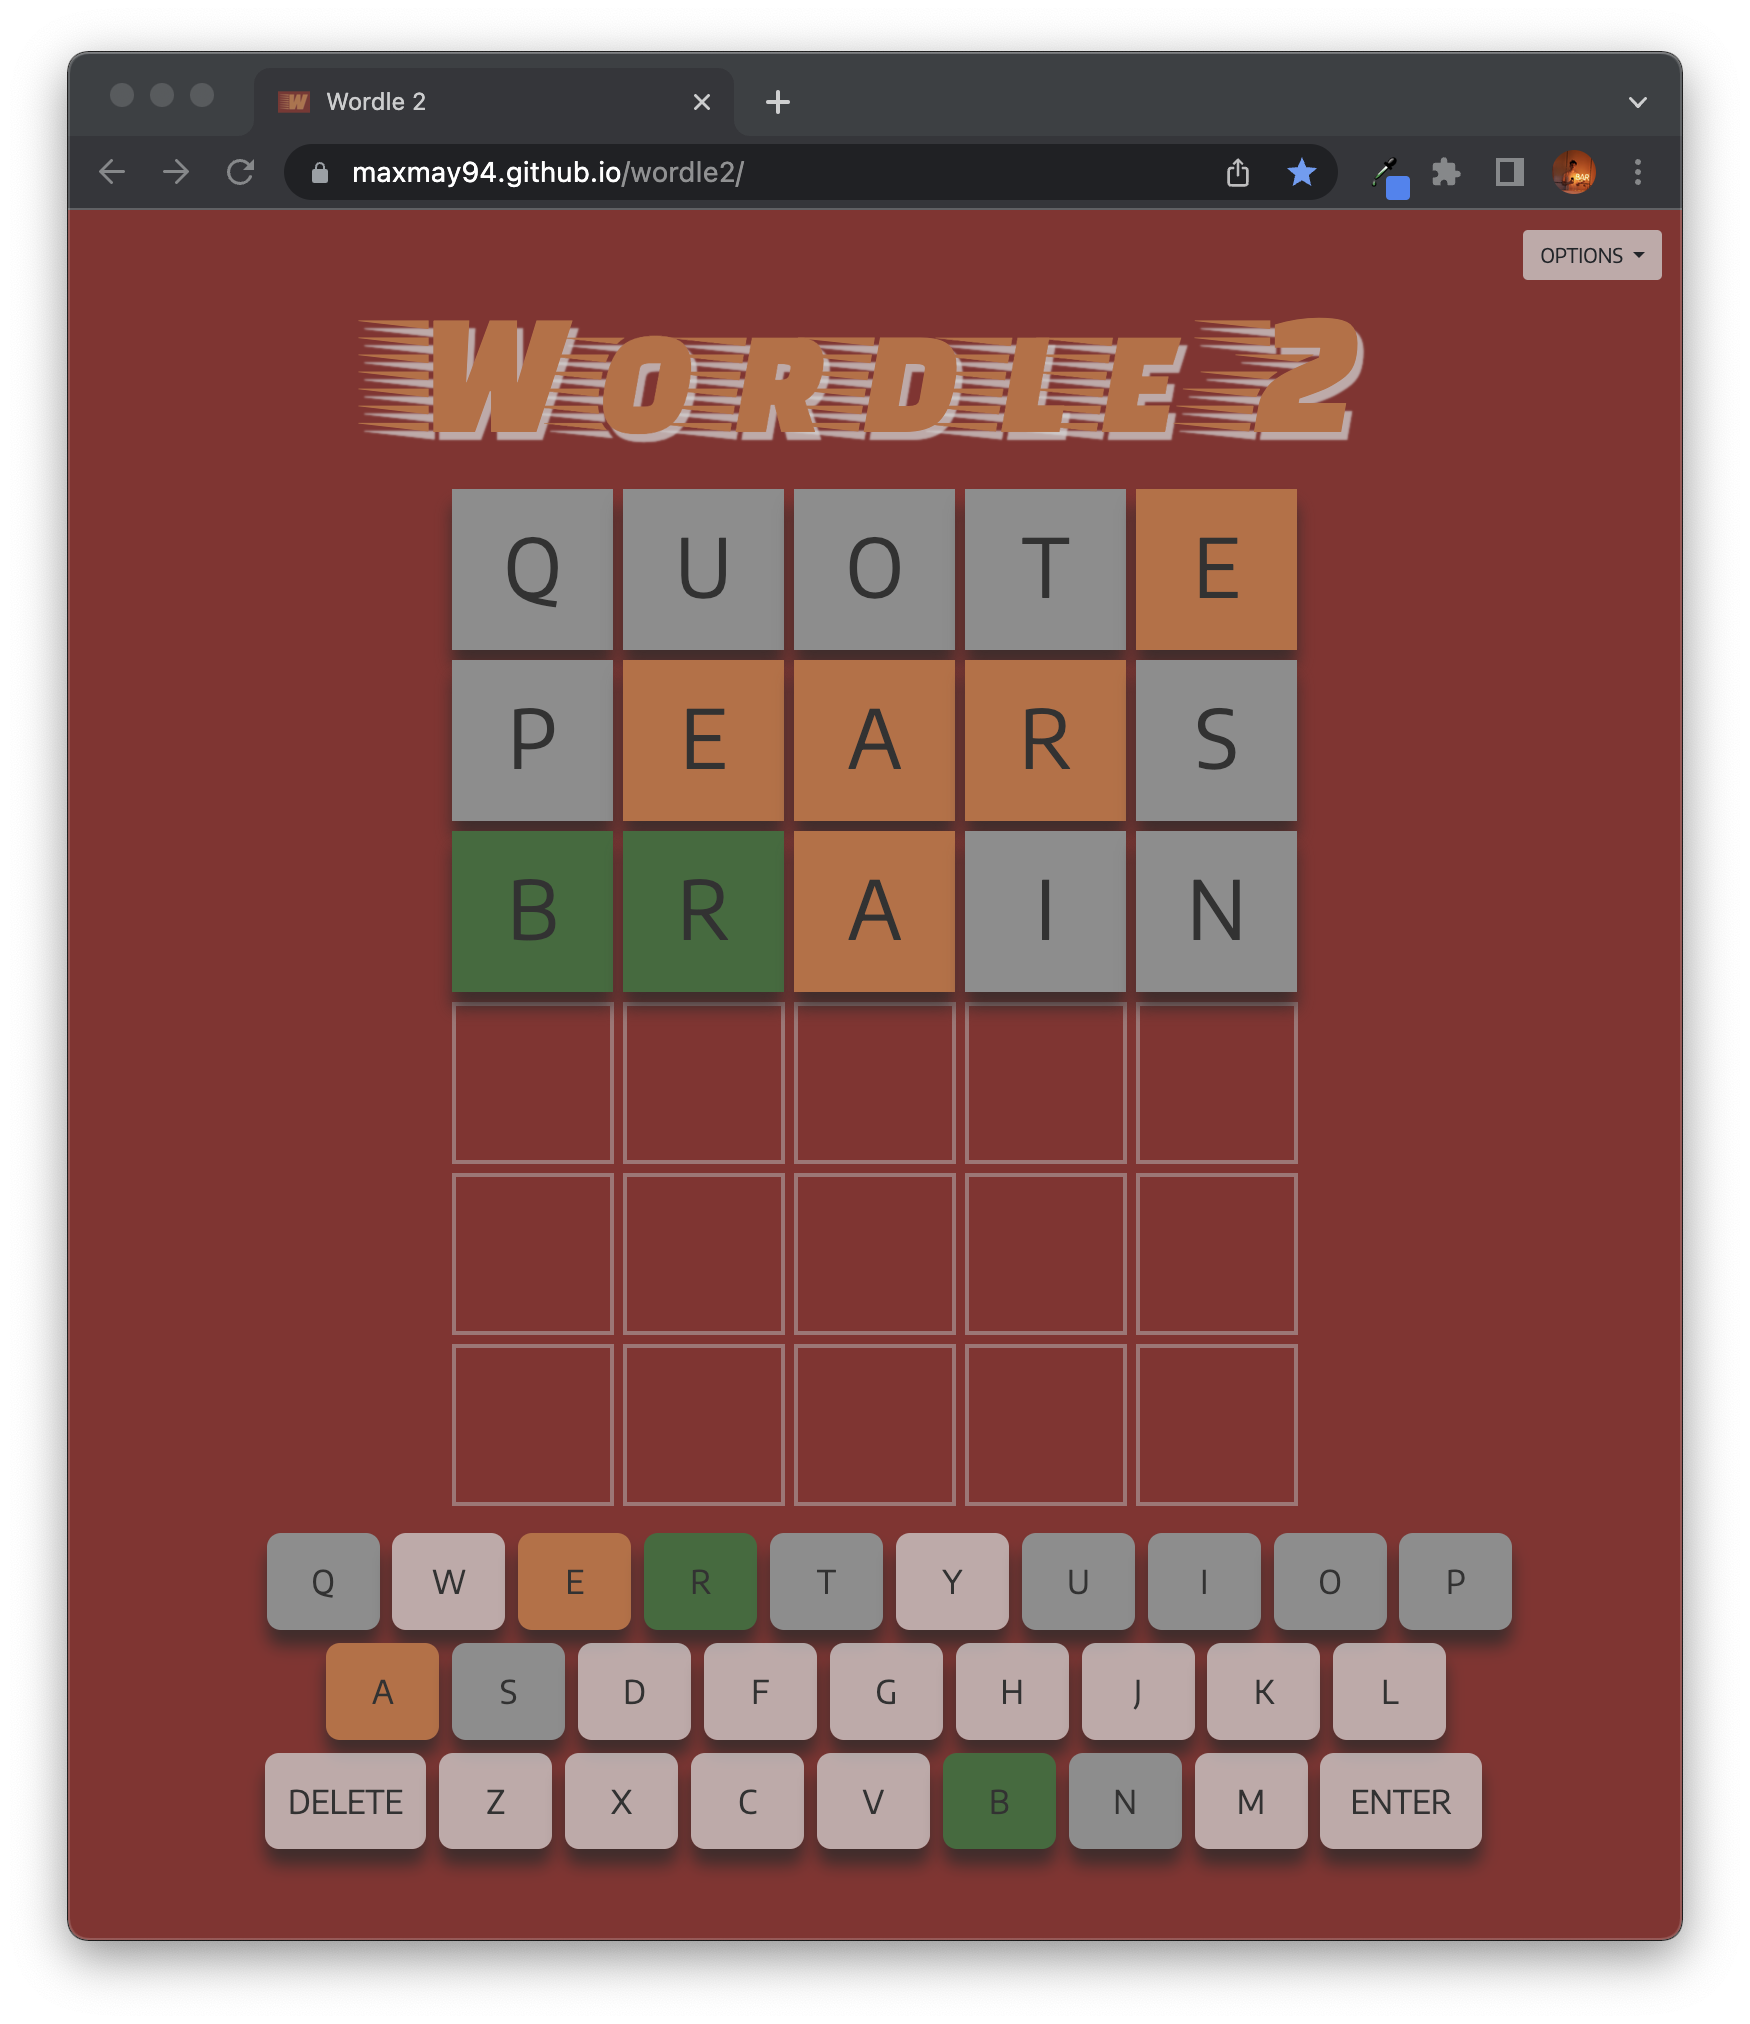 Wordle 2
maxmay94.github.io/wordle2/
OPTIONS
WORDLE 2
Q U O T E
P E A R S
B R A I N
Q W E R T Y U I O P
A S D F G H J K L
DELETE Z X C V B N M ENTER